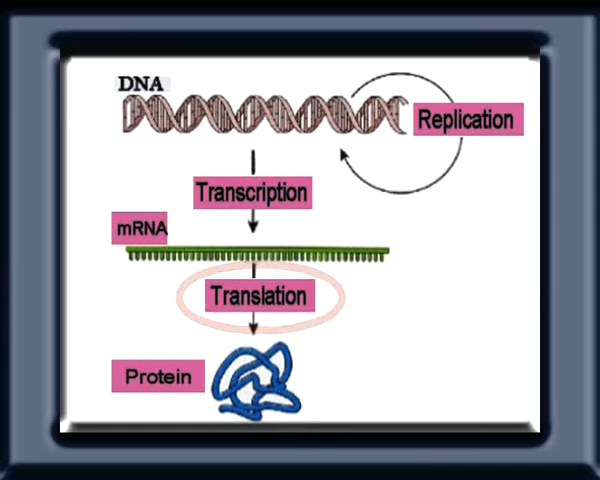 DNA
Replication
Transcription
mRNA
Translation
Protein